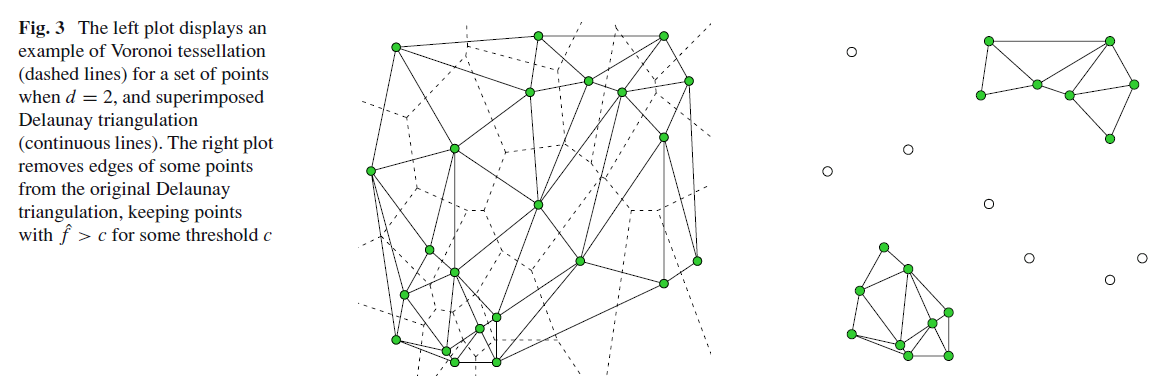 Fig. 3 The left plot displays an
example of Voronoi tessellation
(dashed lines) for a set of points
when d = 2, and superimposed
Delaunay triangulation
(continuous lines). The right plot
removes edges of some points
from the original Delaunay
triangulation, keeping points
with f̂ > c for some threshold c